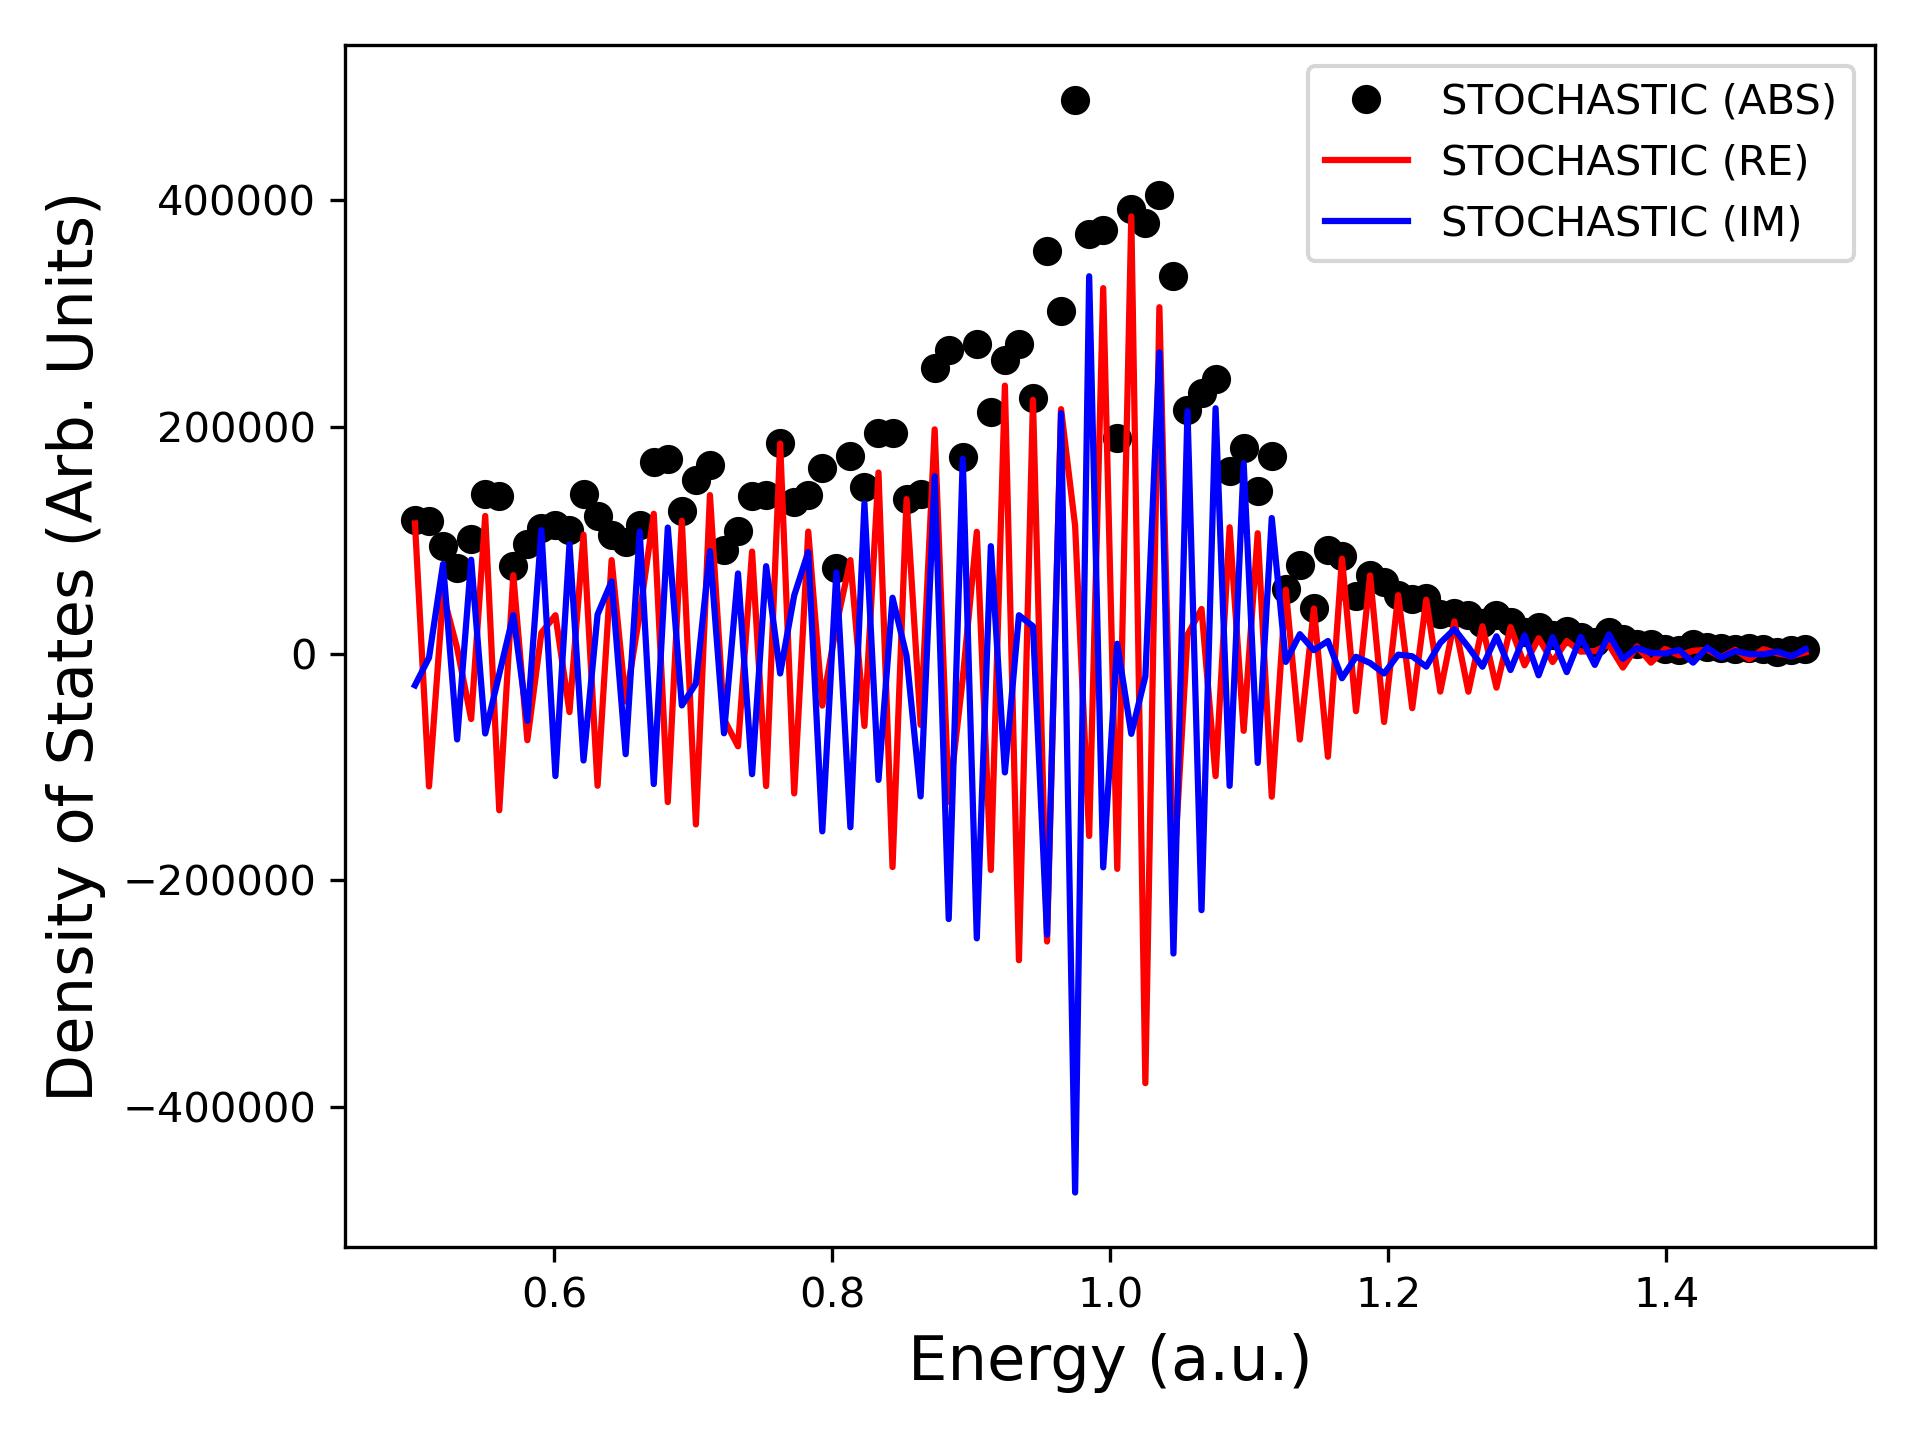 STOCHASTIC (ABS)
STOCHASTIC (RE)
STOCHASTIC (IM)
Density of States (Arb. Units)
400000
200000
0
−200000
−400000
0.6 0.8 1.0 1.2 1.4
Energy (a.u.)